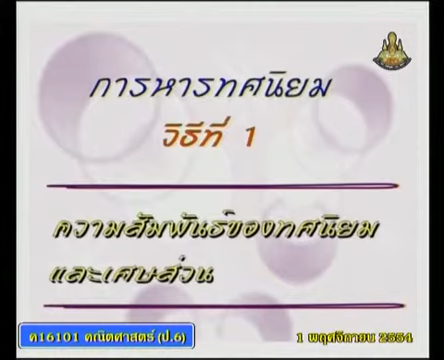 การหารทศนิยม
วิธีที่ 1
ความสัมพันธ์ของทศนิยม
และเศษส่วน
ค16101 คณิตศาสตร์ (ป.6)
1 พฤศจิกายน 2554